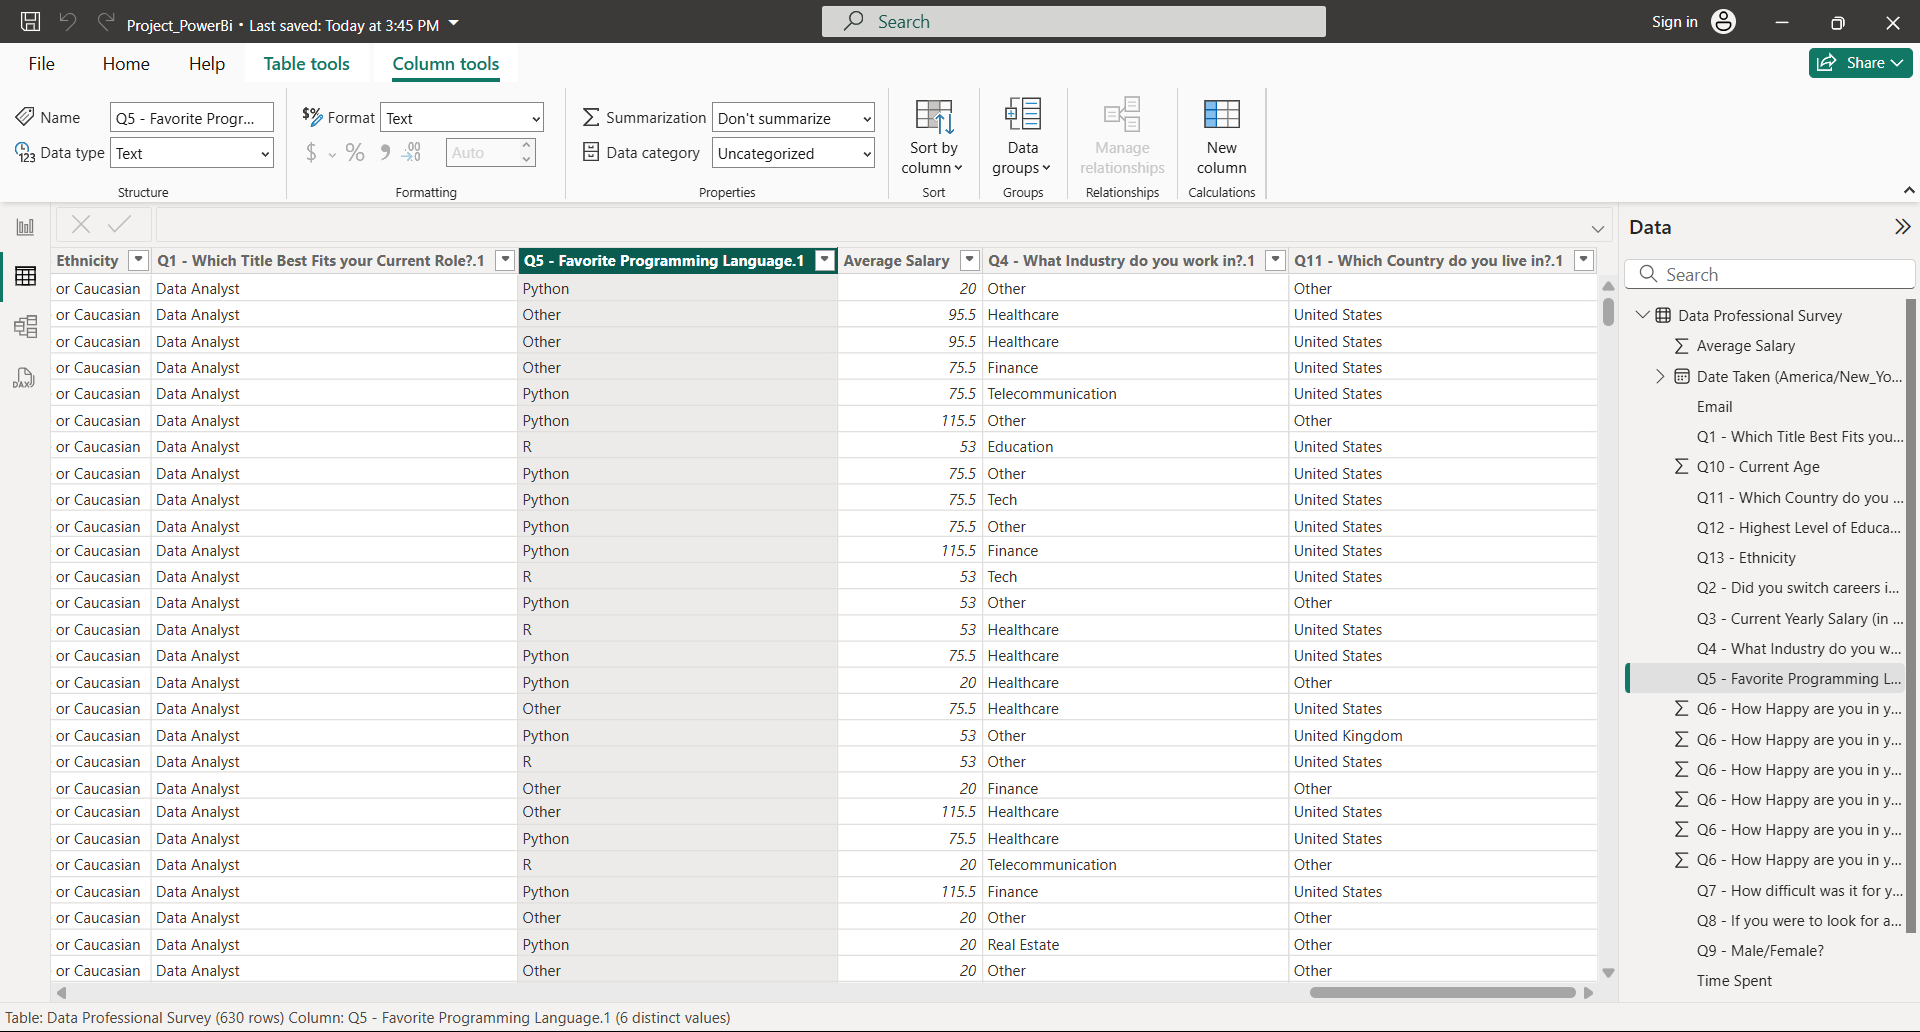 Project_PowerBi • Last saved: Today at 3:45 PM
Search
Sign in
File Home Help Table tools Column tools
Share
Name Q5 - Favorite Progr...
Data type Text
Structure
Format Text
$ % 9 .00 →0 Auto
Formatting
Summarization Don't summarize
Data category Uncategorized
Properties
Sort by column
Sort
Data groups
Groups
Manage relationships
Relationships
New column
Calculations
Ethnicity Q1 - Which Title Best Fits your Current Role?.1 Q5 - Favorite Programming Language.1 Average Salary Q4 - What Industry do you work in?.1 Q11 - Which Country do you live in?.1
or Caucasian Data Analyst Python 20 Other Other
or Caucasian Data Analyst Other 95.5 Healthcare United States
or Caucasian Data Analyst Other 95.5 Healthcare United States
or Caucasian Data Analyst Other 75.5 Finance United States
or Caucasian Data Analyst Python 75.5 Telecommunication United States
or Caucasian Data Analyst Python 115.5 Other Other
or Caucasian Data Analyst R 53 Education United States
or Caucasian Data Analyst Python 75.5 Other United States
or Caucasian Data Analyst Python 75.5 Tech United States
or Caucasian Data Analyst Python 75.5 Other United States
or Caucasian Data Analyst Python 115.5 Finance United States
or Caucasian Data Analyst R 53 Tech United States
or Caucasian Data Analyst Python 53 Other Other
or Caucasian Data Analyst R 53 Healthcare United States
or Caucasian Data Analyst Python 75.5 Healthcare United States
or Caucasian Data Analyst Python 20 Healthcare Other
or Caucasian Data Analyst Other 75.5 Healthcare United States
or Caucasian Data Analyst Python 53 Other United Kingdom
or Caucasian Data Analyst R 53 Other United States
or Caucasian Data Analyst Other 20 Finance Other
or Caucasian Data Analyst Other 115.5 Healthcare United States
or Caucasian Data Analyst Python 75.5 Healthcare United States
or Caucasian Data Analyst R 20 Telecommunication Other
or Caucasian Data Analyst Python 115.5 Finance United States
or Caucasian Data Analyst Other 20 Other Other
or Caucasian Data Analyst Python 20 Real Estate Other
or Caucasian Data Analyst Other 20 Other Other
DAX
Data
Search
Data Professional Survey
Average Salary
Date Taken (America/New_Yo...
Email
Q1 - Which Title Best Fits you...
Q10 - Current Age
Q11 - Which Country do you ...
Q12 - Highest Level of Educa...
Q13 - Ethnicity
Q2 - Did you switch careers i...
Q3 - Current Yearly Salary (in ...
Q4 - What Industry do you w...
Q5 - Favorite Programming L...
Q6 - How Happy are you in y...
Q6 - How Happy are you in y...
Q6 - How Happy are you in y...
Q6 - How Happy are you in y...
Q6 - How Happy are you in y...
Q6 - How Happy are you in y...
Q7 - How difficult was it for y...
Q8 - If you were to look for a...
Q9 - Male/Female?
Time Spent
Table: Data Professional Survey (630 rows) Column: Q5 - Favorite Programming Language.1 (6 distinct values)